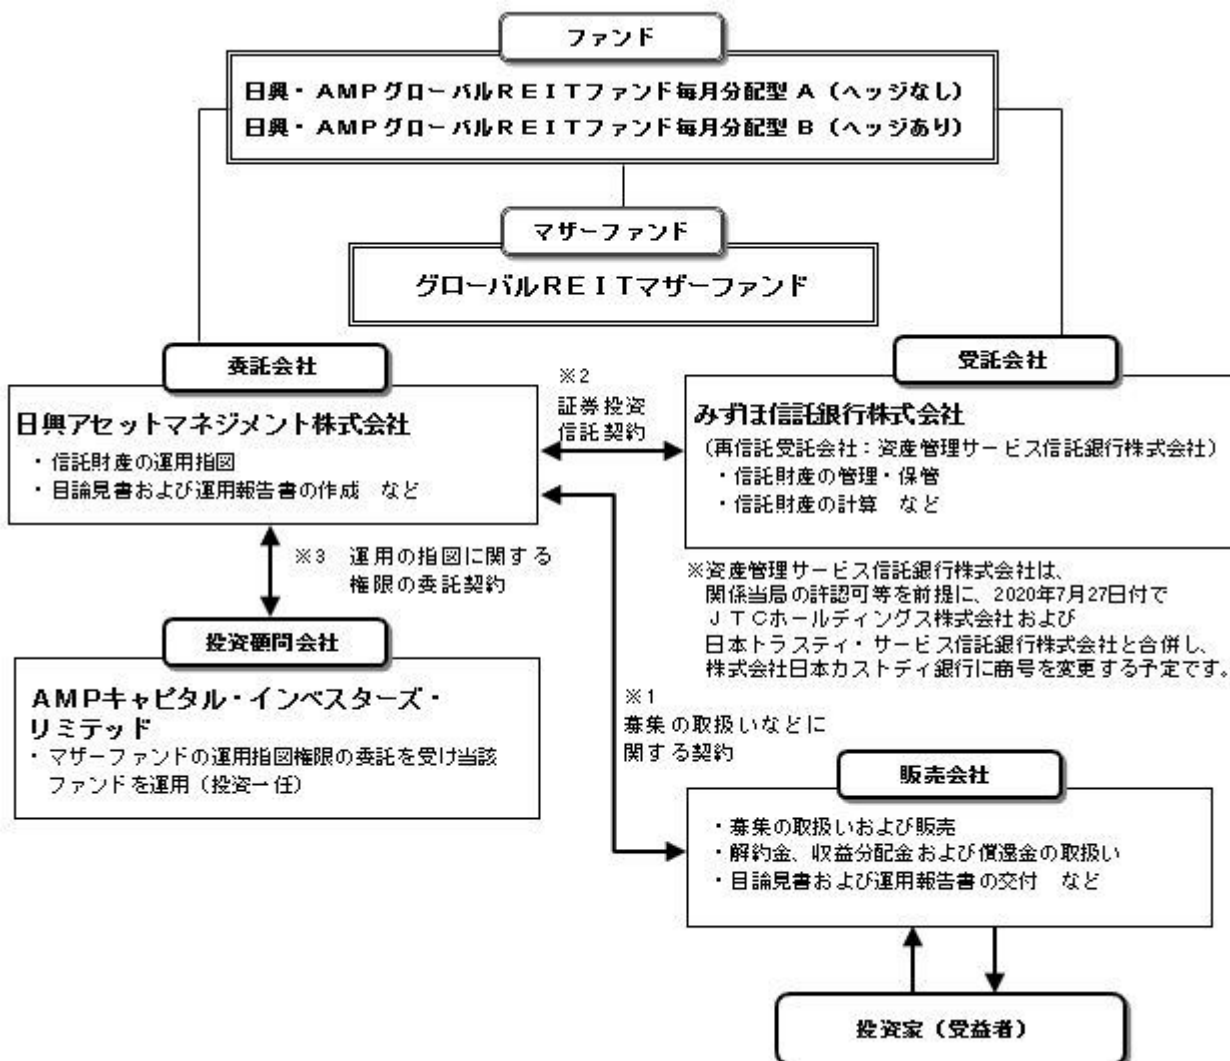 ファンド
日興・AMPグローバルREITファンド毎月分配型 A（ヘッジなし）
日興・AMPグローバルREITファンド毎月分配型 B（ヘッジあり）
マザーファンド
グローバルREITマザーファンド
委託会社
日興アセットマネジメント株式会社
・信託財産の運用指図
・目論見書および運用報告書の作成　など
※2
証券投資
信託契約
受託会社
みずほ信託銀行株式会社
（再信託受託会社：資産管理サービス信託銀行株式会社）
・信託財産の管理・保管
・信託財産の計算　など
※資産管理サービス信託銀行株式会社は、
関係当局の許認可等を前提に、2020年7月27日付で
JTCホールディングス株式会社および
日本トラスティ・サービス信託銀行株式会社と合併し、
株式会社日本カストディ銀行に商号を変更する予定です。
※3　運用の指図に関する
権限の委託契約
投資顧問会社
AMPキャピタル・インベスターズ・
リミテッド
・マザーファンドの運用指図権限の委託を受け当該
ファンドを運用（投資一任）
※1
募集の取扱いなどに
関する契約
販売会社
・募集の取扱いおよび販売
・解約金、収益分配金および償還金の取扱い
・目論見書および運用報告書の交付　など
投資家（受益者）